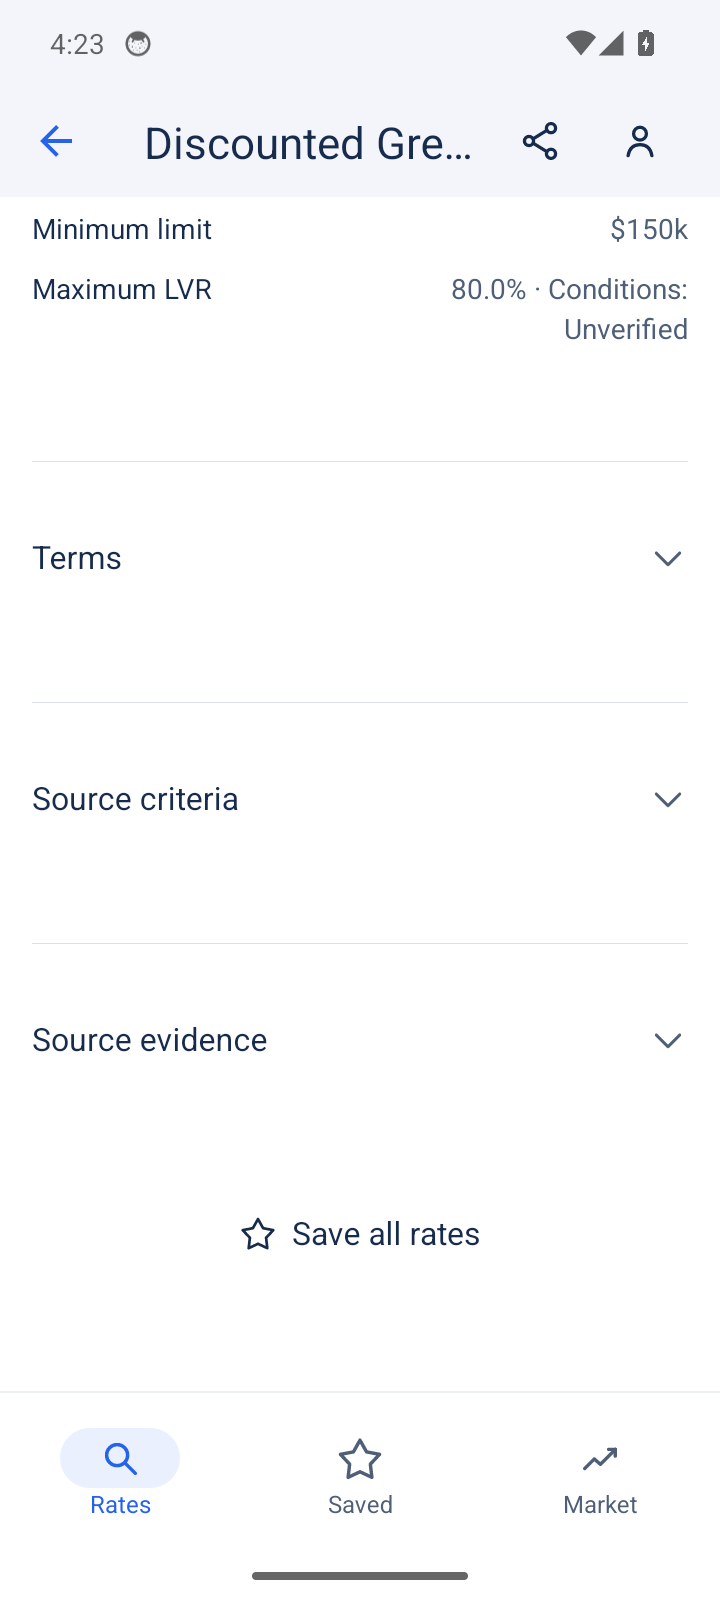 4:23
Discounted Gre...
Minimum limit $150k
Maximum LVR 80.0% · Conditions:
Unverified
Terms
Source criteria
Source evidence
Save all rates
Rates Saved Market